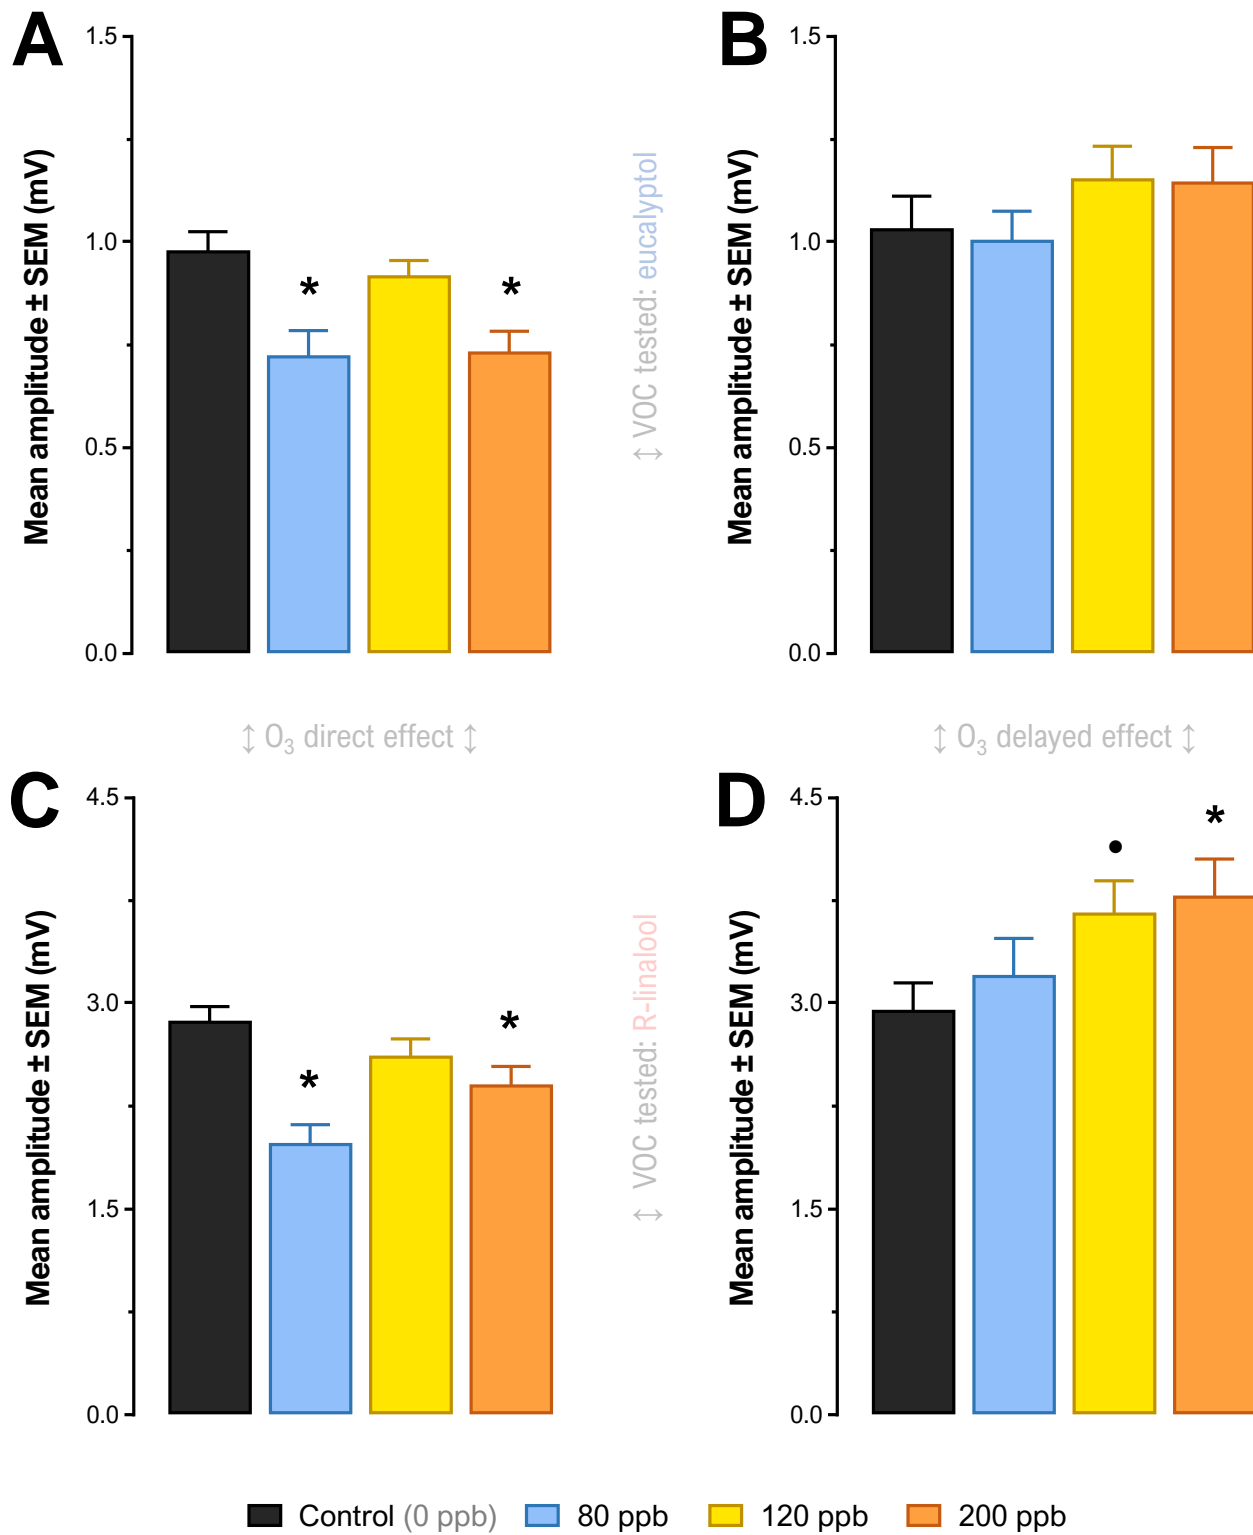 A
B
1.5
1.0
0.5
0.0
Mean amplitude ± SEM (mV)
*
*
↕ VOC tested: eucalyptol
1.5
1.0
0.5
0.0
Mean amplitude ± SEM (mV)
↕ O₃ direct effect ↕
↕ O₃ delayed effect ↕
C
D
4.5
3.0
1.5
0.0
Mean amplitude ± SEM (mV)
*
*
↕ VOC tested: R-linalool
4.5
3.0
1.5
0.0
Mean amplitude ± SEM (mV)
•
*
Control (0 ppb) 80 ppb 120 ppb 200 ppb